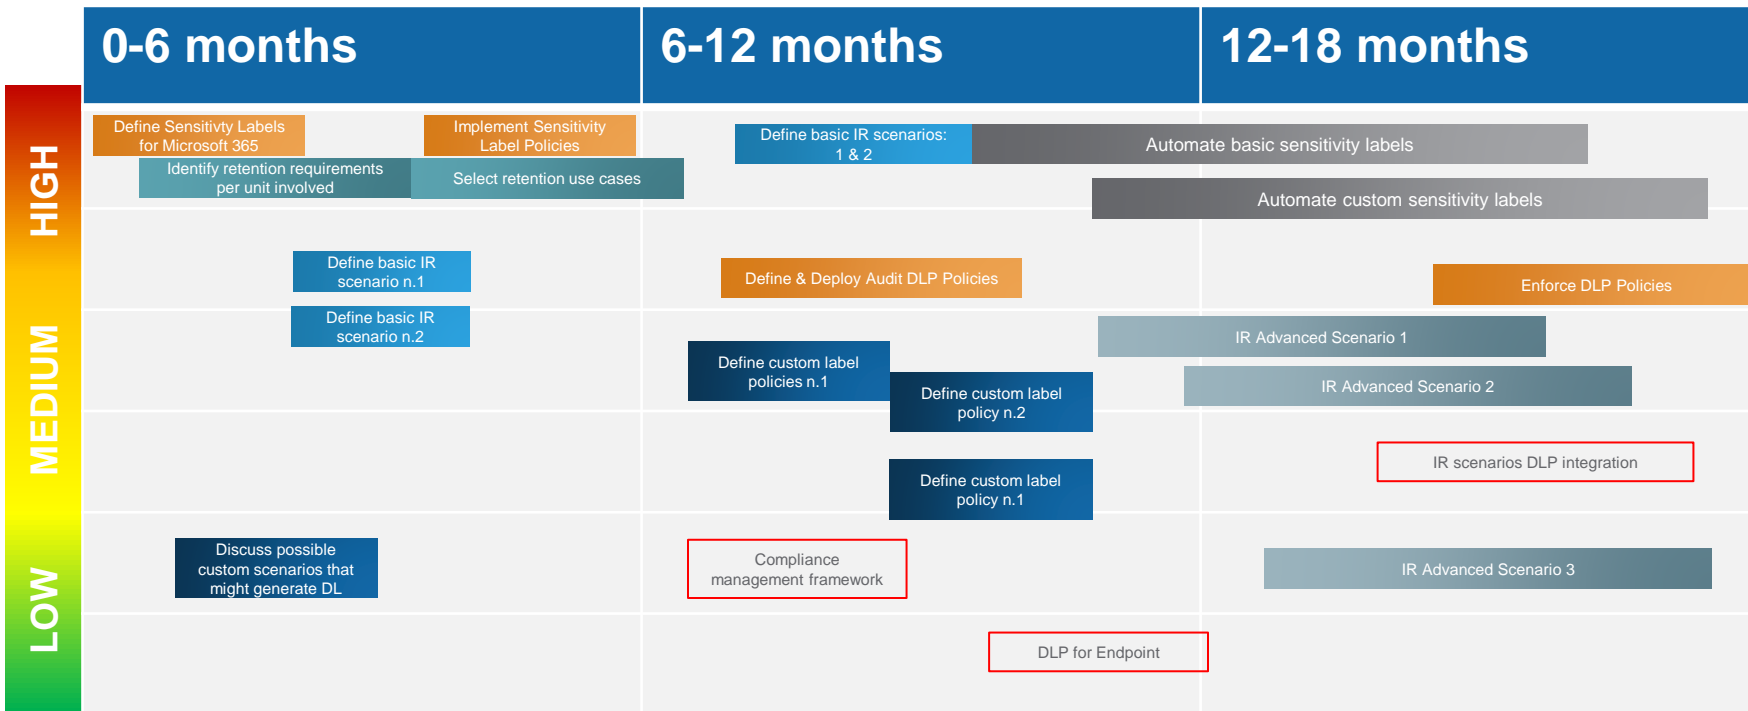 0-6 months
6-12 months
12-18 months
HIGH
MEDIUM
LOW
Define Sensitivty Labels
for Microsoft 365
Implement Sensitivity
Label Policies
Identify retention requirements
per unit involved
Select retention use cases
Define basic IR scenarios:
1 & 2
Automate basic sensitivity labels
Automate custom sensitivity labels
Define basic IR
scenario n.1
Define & Deploy Audit DLP Policies
Enforce DLP Policies
Define basic IR
scenario n.2
IR Advanced Scenario 1
Define custom label
policies n.1
Define custom label
policy n.2
IR Advanced Scenario 2
IR scenarios DLP integration
Define custom label
policy n.1
Discuss possible
custom scenarios that
might generate DL
Compliance
management framework
IR Advanced Scenario 3
DLP for Endpoint